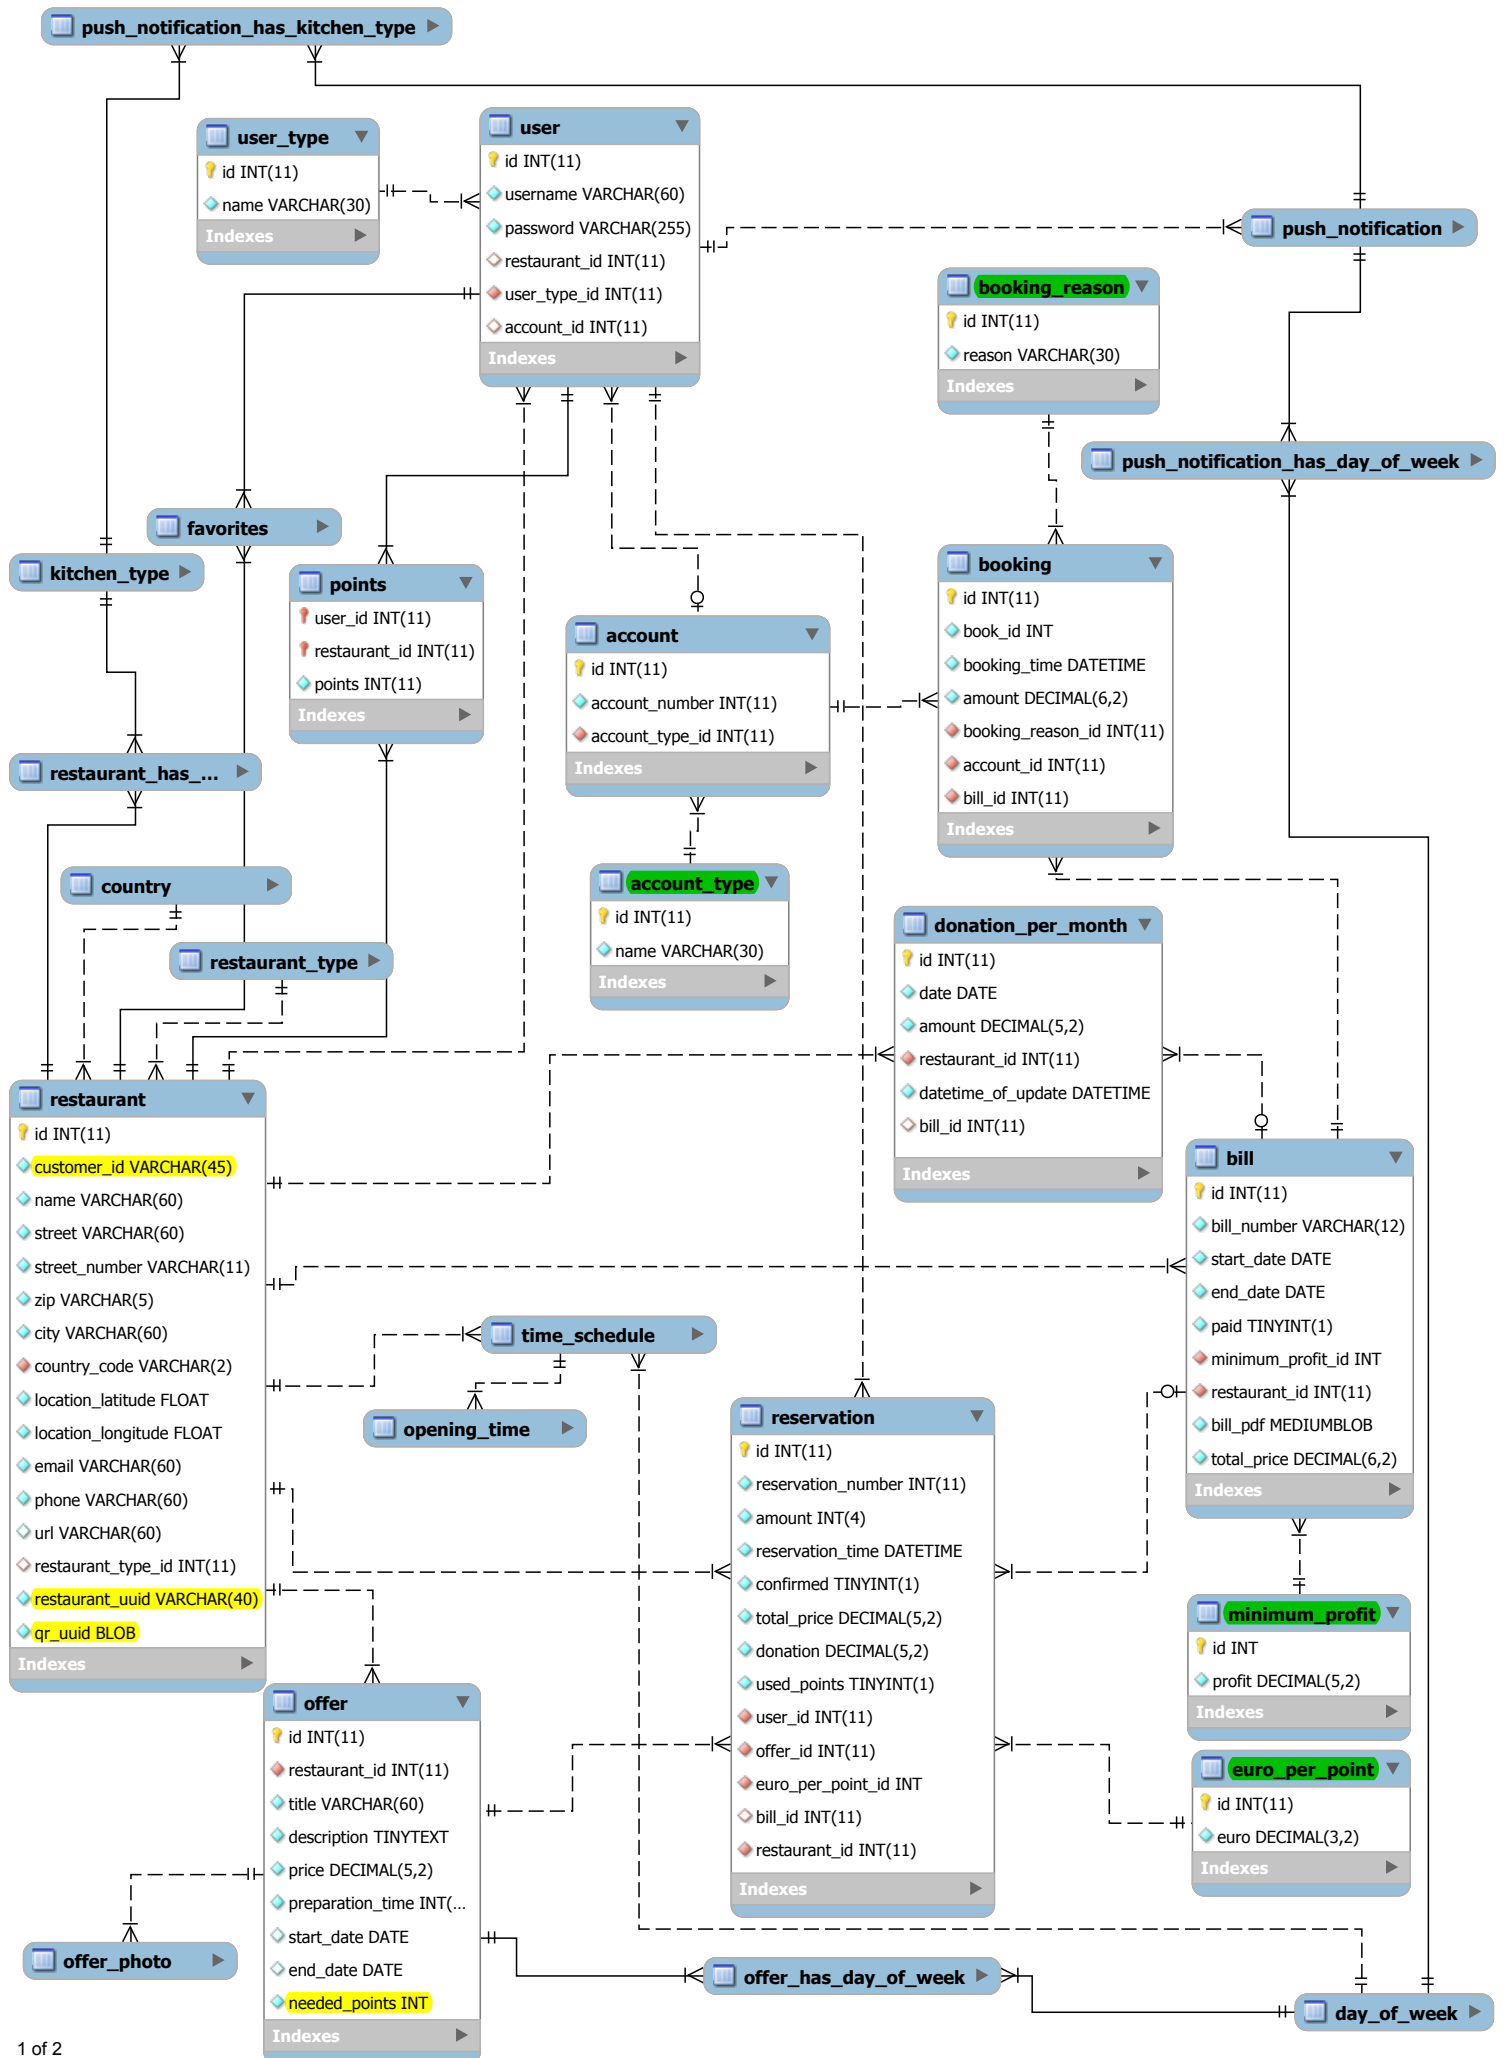 push_notification_has_kitchen_type
user_type
id INT(11)
name VARCHAR(30)
Indexes
user
id INT(11)
username VARCHAR(60)
password VARCHAR(255)
restaurant_id INT(11)
user_type_id INT(11)
account_id INT(11)
Indexes
push_notification
booking_reason
id INT(11)
reason VARCHAR(30)
Indexes
push_notification_has_day_of_week
favorites
kitchen_type
points
user_id INT(11)
restaurant_id INT(11)
points INT(11)
Indexes
account
id INT(11)
account_number INT(11)
account_type_id INT(11)
Indexes
booking
id INT(11)
book_id INT
booking_time DATETIME
amount DECIMAL(6,2)
booking_reason_id INT(11)
account_id INT(11)
bill_id INT(11)
Indexes
restaurant_has_...
country
restaurant_type
account_type
id INT(11)
name VARCHAR(30)
Indexes
donation_per_month
id INT(11)
date DATE
amount DECIMAL(5,2)
restaurant_id INT(11)
datetime_of_update DATETIME
bill_id INT(11)
Indexes
restaurant
id INT(11)
customer_id VARCHAR(45)
name VARCHAR(60)
street VARCHAR(60)
street_number VARCHAR(11)
zip VARCHAR(5)
city VARCHAR(60)
country_code VARCHAR(2)
location_latitude FLOAT
location_longitude FLOAT
email VARCHAR(60)
phone VARCHAR(60)
url VARCHAR(60)
restaurant_type_id INT(11)
restaurant_uuid VARCHAR(40)
qr_uuid BLOB
Indexes
bill
id INT(11)
bill_number VARCHAR(12)
start_date DATE
end_date DATE
paid TINYINT(1)
minimum_profit_id INT
restaurant_id INT(11)
bill_pdf MEDIUMBLOB
total_price DECIMAL(6,2)
Indexes
time_schedule
opening_time
reservation
id INT(11)
reservation_number INT(11)
amount INT(4)
reservation_time DATETIME
confirmed TINYINT(1)
total_price DECIMAL(5,2)
donation DECIMAL(5,2)
used_points TINYINT(1)
user_id INT(11)
offer_id INT(11)
euro_per_point_id INT
bill_id INT(11)
restaurant_id INT(11)
Indexes
minimum_profit
id INT
profit DECIMAL(5,2)
Indexes
offer
id INT(11)
restaurant_id INT(11)
title VARCHAR(60)
description TINYTEXT
price DECIMAL(5,2)
preparation_time INT(...
start_date DATE
end_date DATE
needed_points INT
Indexes
euro_per_point
id INT(11)
euro DECIMAL(3,2)
Indexes
offer_photo
offer_has_day_of_week
day_of_week
1 of 2